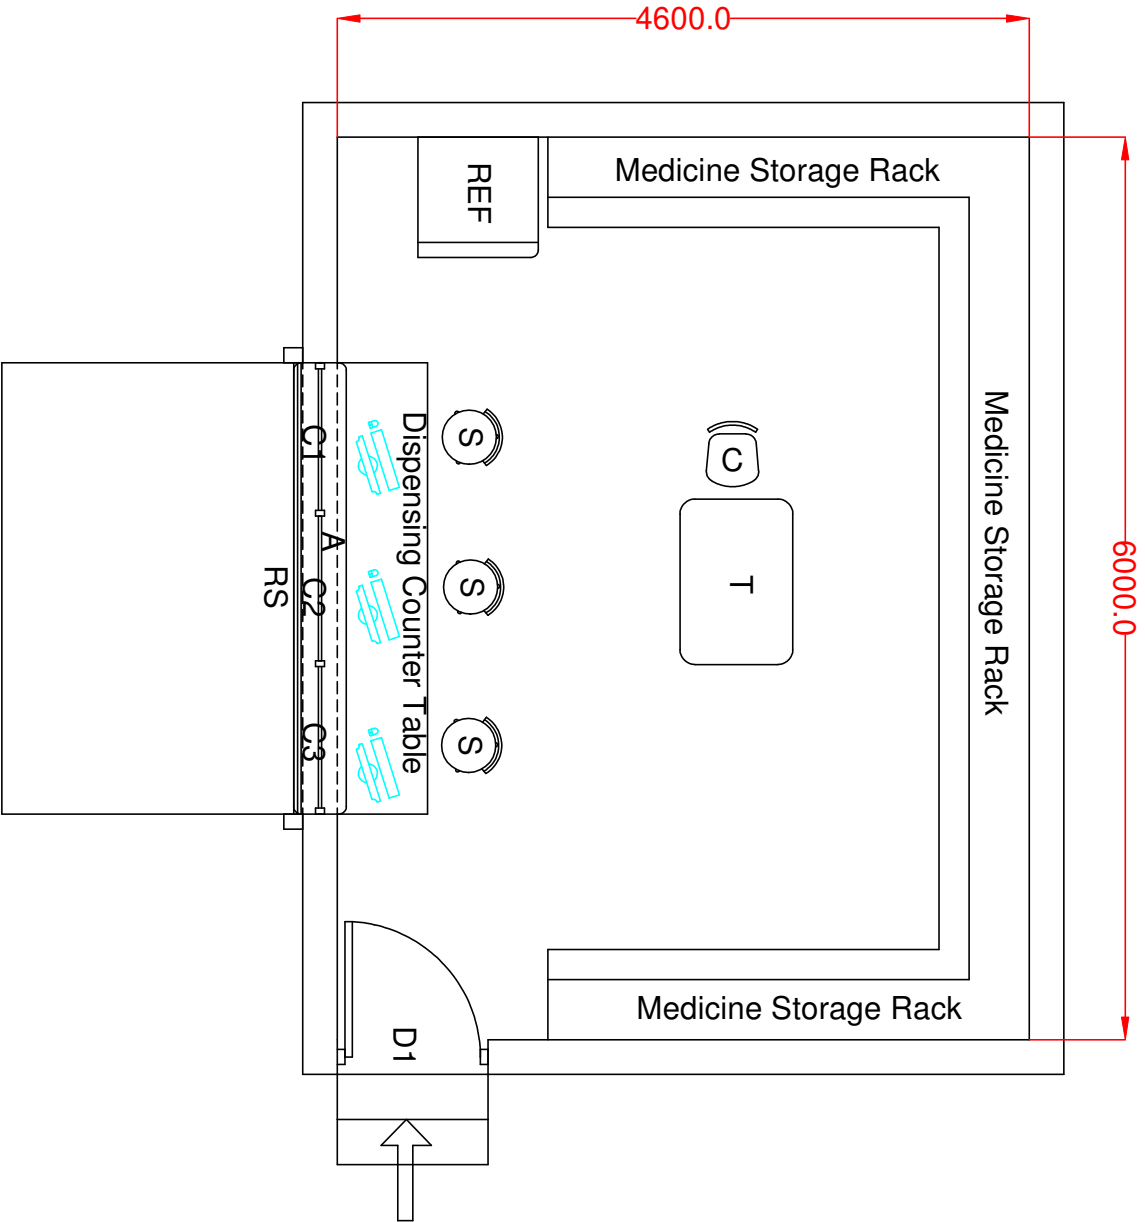 4600.0
REF
Medicine Storage Rack
Medicine Storage Rack
6000.0
C1
A
C2
C3
RS
Dispensing Counter Table
S
S
S
C
T
Medicine Storage Rack
D1